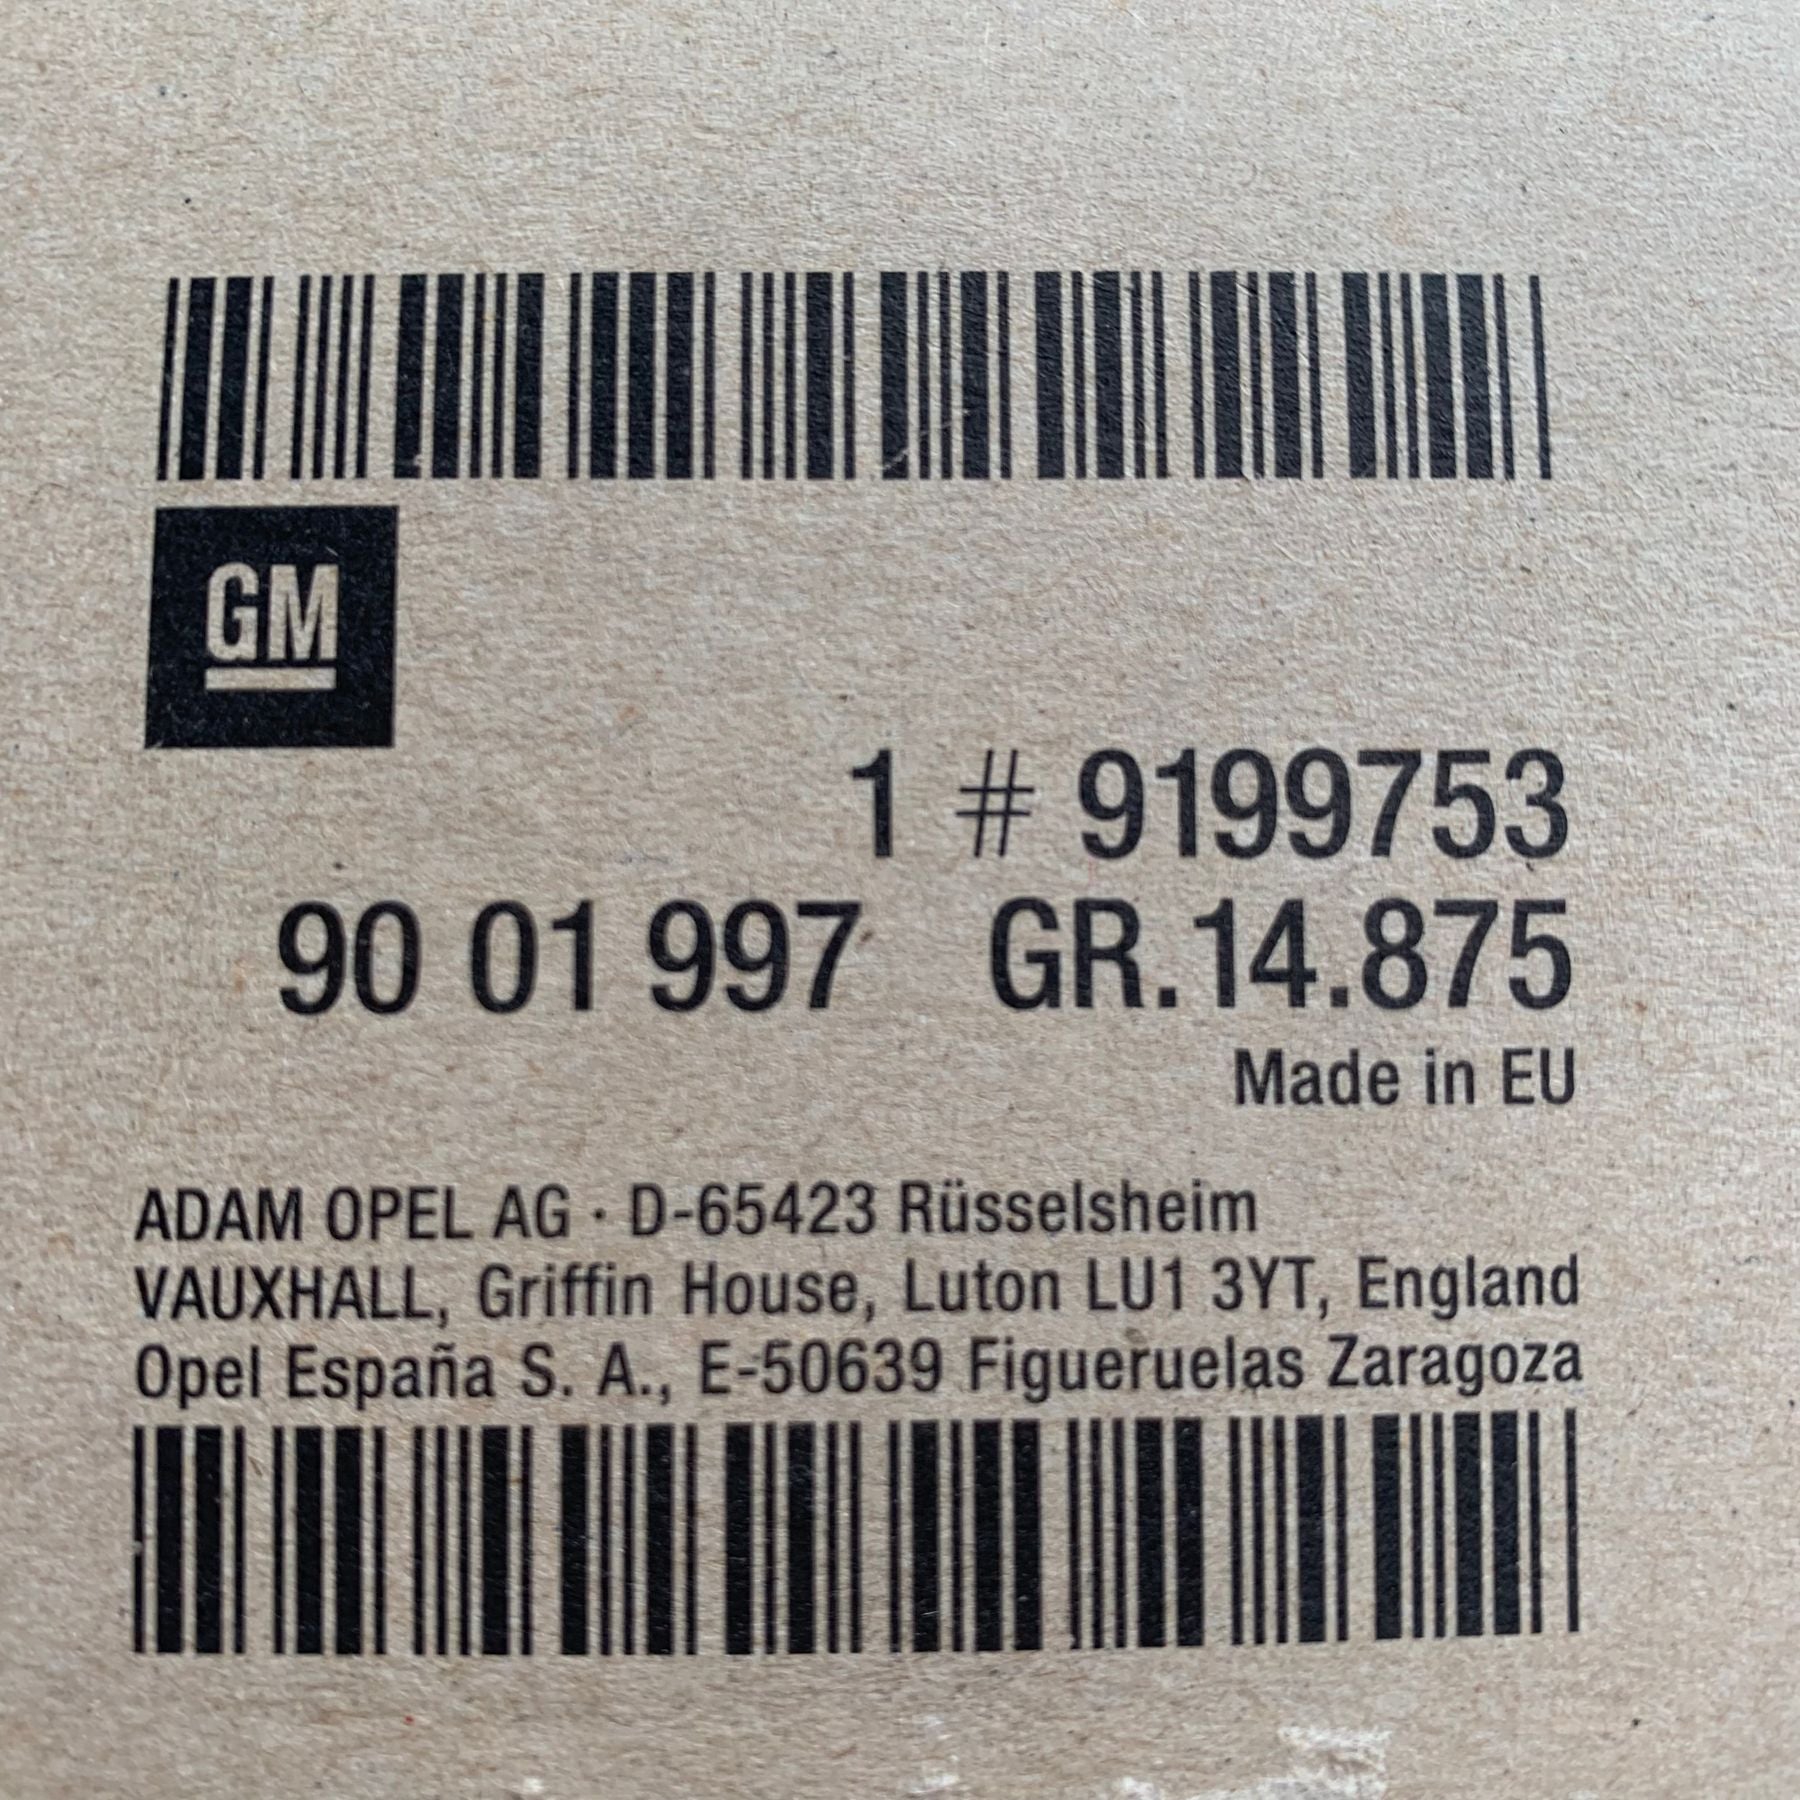 GM
1 # 9199753
90 01 997 GR.14.875
Made in EU
ADAM OPEL AG · D-65423 Rüsselsheim
VAUXHALL, Griffin House, Luton LU1 3YT, England
Opel España S. A., E-50639 Figueruelas Zaragoza